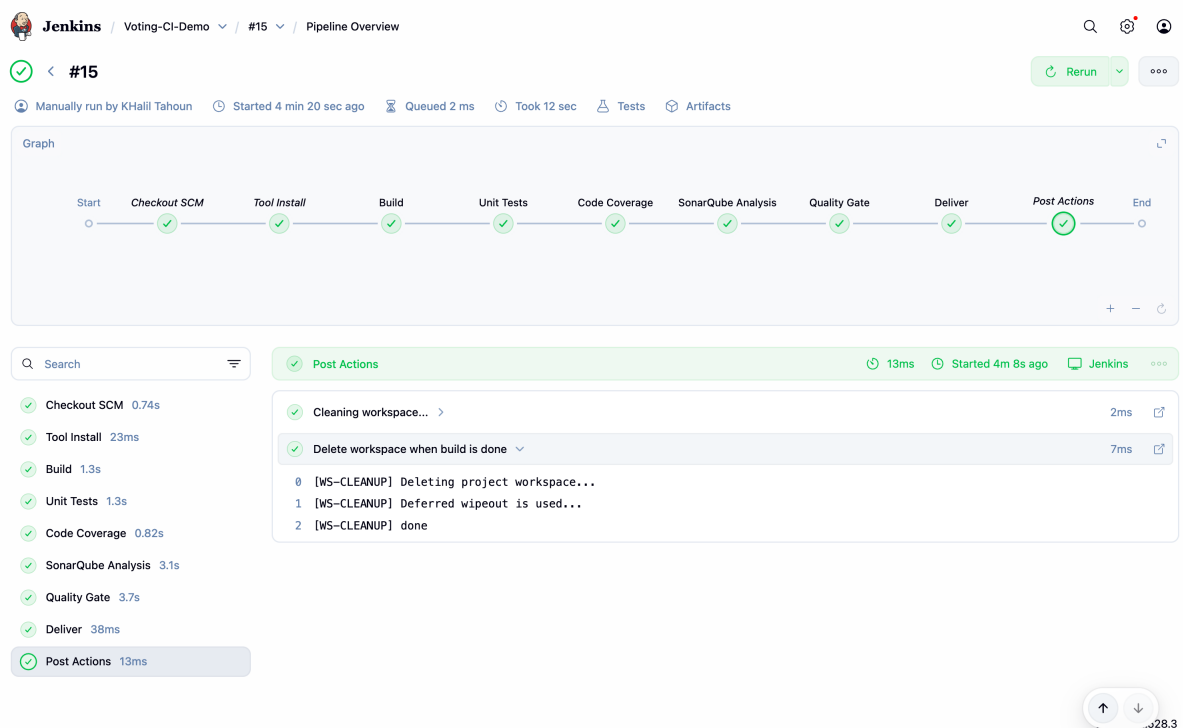 Jenkins / Voting-CI-Demo / #15 / Pipeline Overview
#15
Rerun
Manually run by KHalil Tahoun Started 4 min 20 sec ago Queued 2 ms Took 12 sec Tests Artifacts
Graph
Start Checkout SCM Tool Install Build Unit Tests Code Coverage SonarQube Analysis Quality Gate Deliver Post Actions End
Search
Post Actions 13ms Started 4m 8s ago Jenkins
Checkout SCM 0.74s
Tool Install 23ms
Build 1.3s
Unit Tests 1.3s
Code Coverage 0.82s
SonarQube Analysis 3.1s
Quality Gate 3.7s
Deliver 38ms
Post Actions 13ms
Cleaning workspace... 2ms
Delete workspace when build is done 7ms
0 [WS-CLEANUP] Deleting project workspace...
1 [WS-CLEANUP] Deferred wipeout is used...
2 [WS-CLEANUP] done